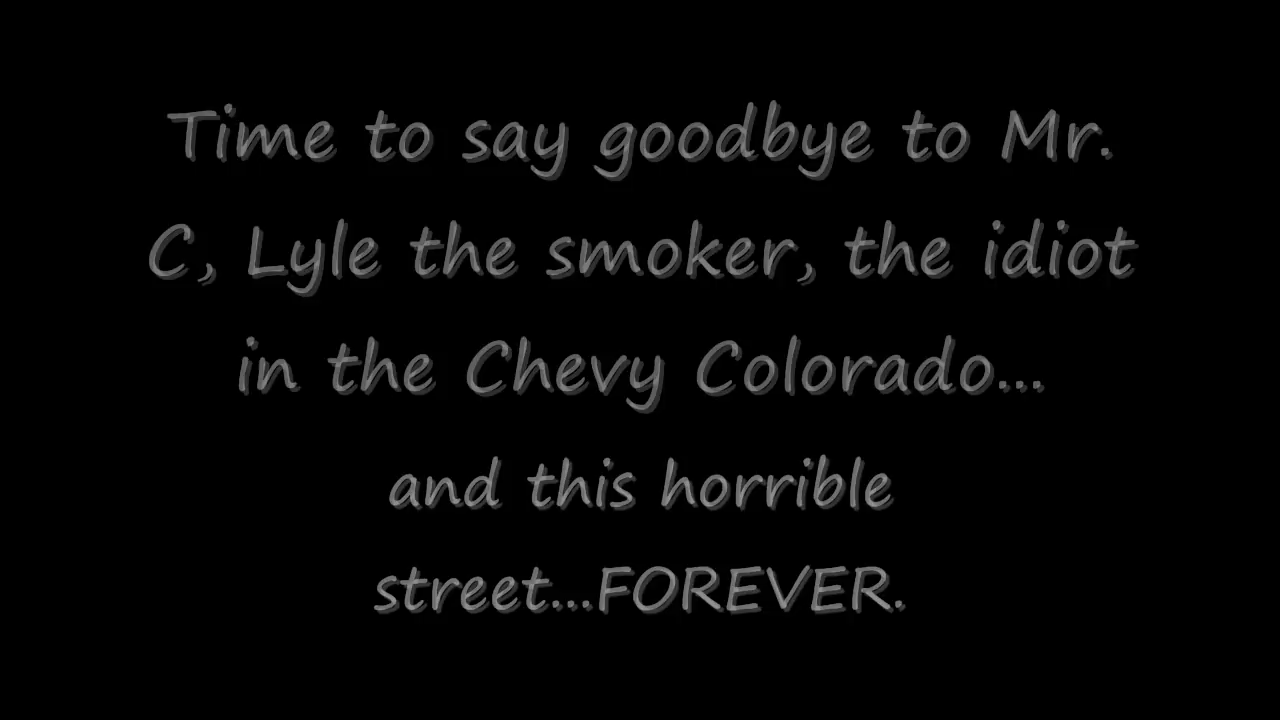 Time to say goodbye to Mr.
C, Lyle the smoker, the idiot
in the Chevy Colorado...
and this horrible
street...FOREVER.